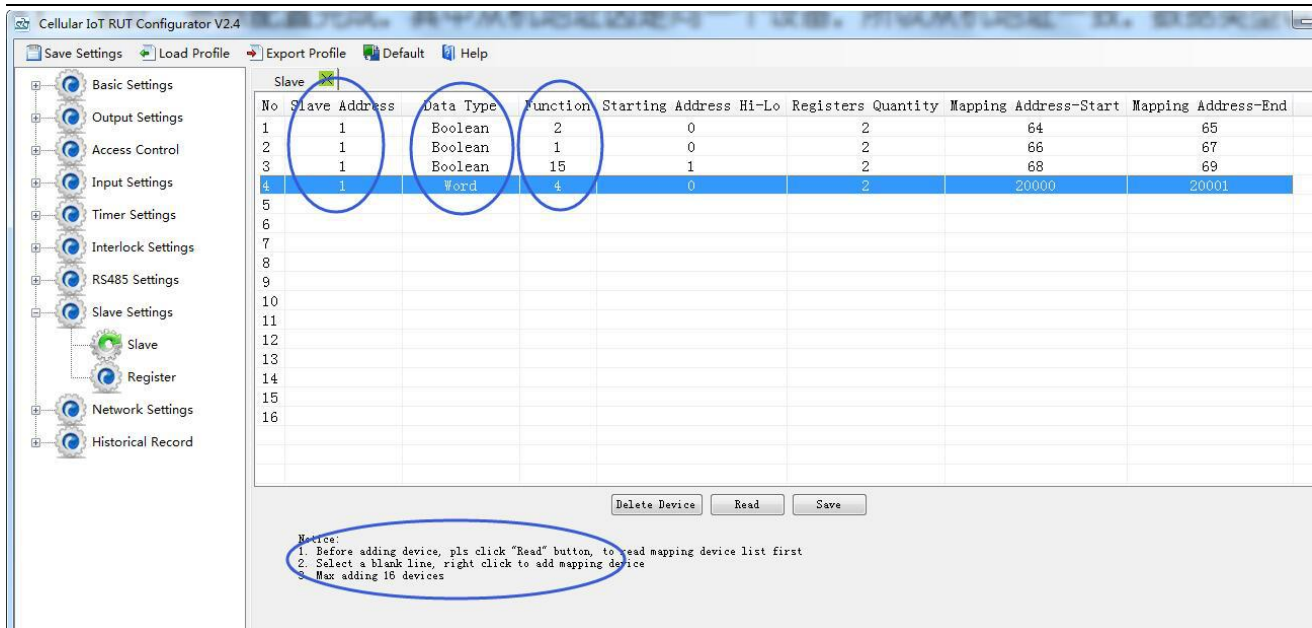 Cellular IoT RUT Configurator V2.4
Save Settings Load Profile Export Profile Default Help
Basic Settings
Output Settings
Access Control
Input Settings
Timer Settings
Interlock Settings
RS485 Settings
Slave Settings
Slave
Register
Network Settings
Historical Record
Slave
No Slave Address Data Type Function Starting Address Hi-Lo Registers Quantity Mapping Address-Start Mapping Address-End
1 1 Boolean 2 0 2 64 65
2 1 Boolean 1 0 2 66 67
3 1 Boolean 15 1 2 68 69
4 1 Word 4 0 2 20000 20001
5
6
7
8
9
10
11
12
13
14
15
16
Delete Device Read Save
Notice:
1. Before adding device, pls click "Read" button, to read mapping device list first
2. Select a blank line, right click to add mapping device
3. Max adding 16 devices